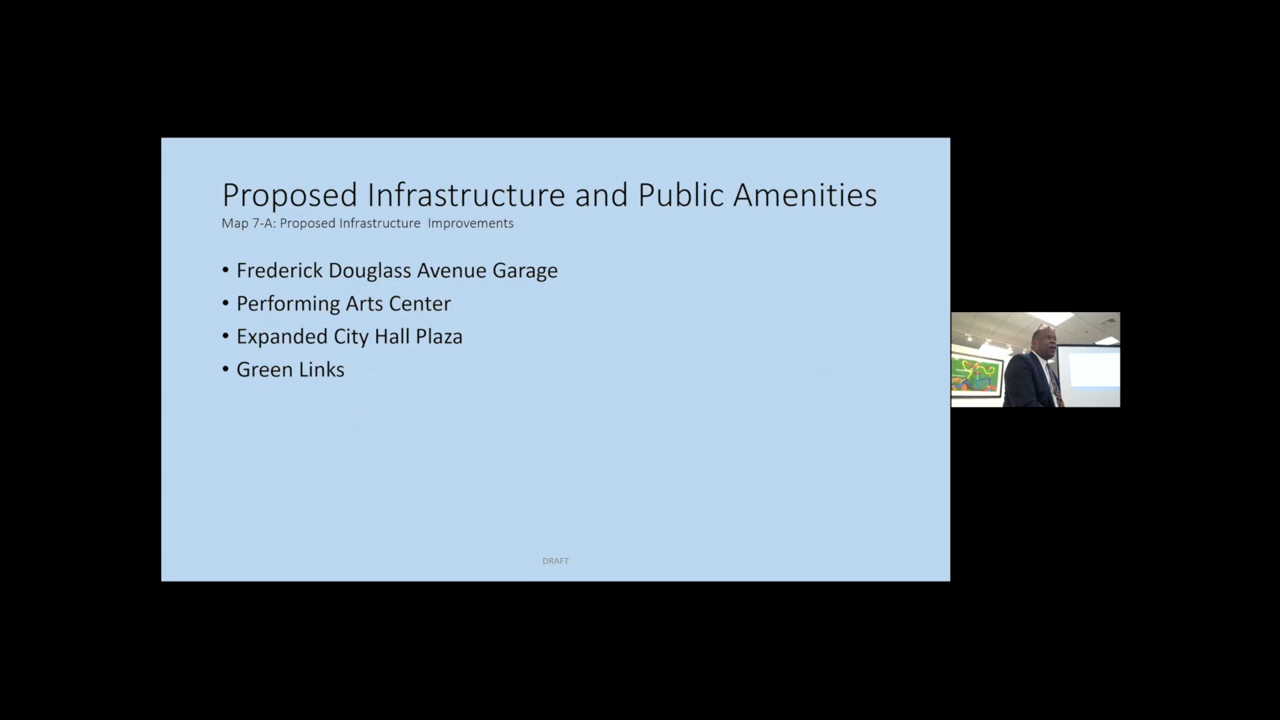 Proposed Infrastructure and Public Amenities
Map 7-A: Proposed Infrastructure  Improvements
• Frederick Douglass Avenue Garage
• Performing Arts Center
• Expanded City Hall Plaza
• Green Links
DRAFT